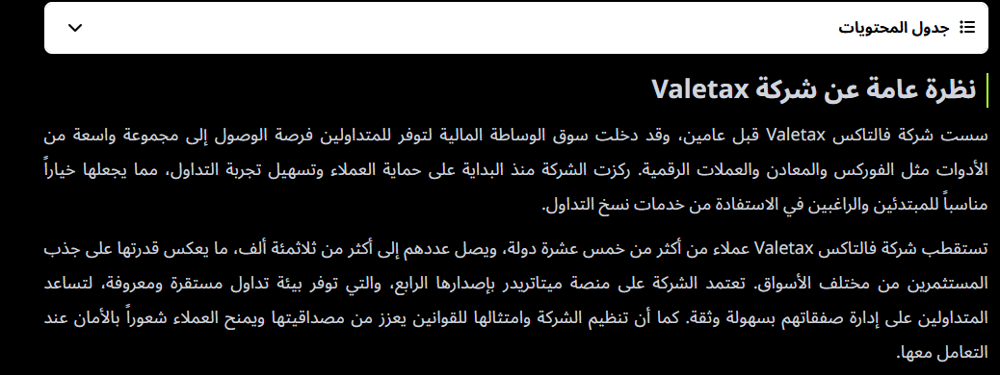 جدول المحتويات
نظرة عامة عن شركة Valetax
سست شركة فالتاكس Valetax قبل عامين، وقد دخلت سوق الوساطة المالية لتوفر للمتداولين فرصة الوصول إلى مجموعة واسعة من
الأدوات مثل الفوركس والمعادن والعملات الرقمية. ركزت الشركة منذ البداية على حماية العملاء وتسهيل تجربة التداول، مما يجعلها خياراً
مناسباً للمبتدئين والراغبين في الاستفادة من خدمات نسخ التداول.
تستقطب شركة فالتاكس Valetax عملاء من أكثر من خمس عشرة دولة، ويصل عددهم إلى أكثر من ثلاثمئة ألف، ما يعكس قدرتها على جذب
المستثمرين من مختلف الأسواق. تعتمد الشركة على منصة ميتاتريدر بإصدارها الرابع، والتي توفر بيئة تداول مستقرة ومعروفة، لتساعد
المتداولين على إدارة صفقاتهم بسهولة وثقة. كما أن تنظيم الشركة وامتثالها للقوانين يعزز من مصداقيتها ويمنح العملاء شعوراً بالأمان عند
التعامل معها.